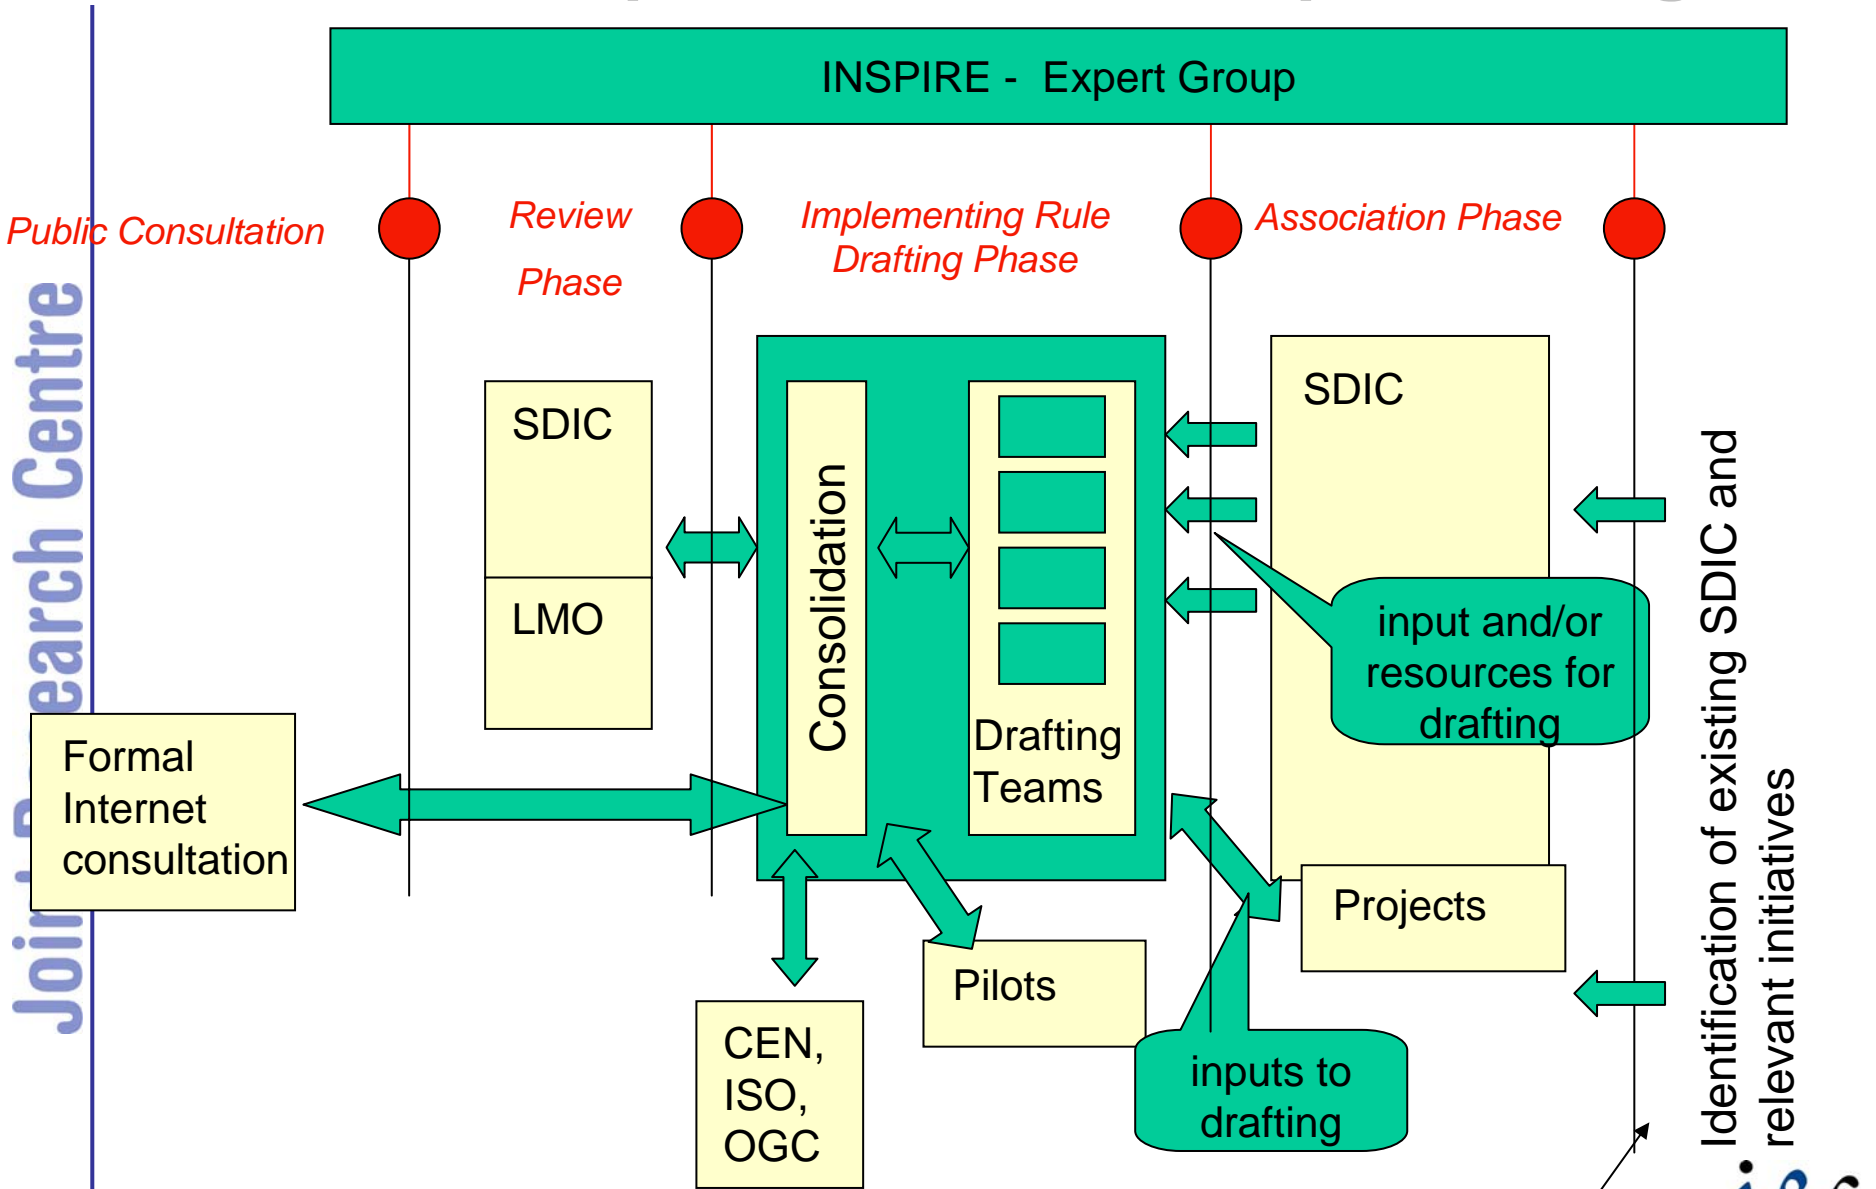 INSPIRE - Expert Group
Public Consultation
Review
Phase
Implementing Rule
Drafting Phase
Association Phase
SDIC
LMO
Consolidation
Drafting
Teams
SDIC
input and/or
resources for
drafting
Formal
Internet
consultation
Projects
Pilots
CEN,
ISO,
OGC
inputs to
drafting
Identification of existing SDIC and
relevant initiatives
Centre